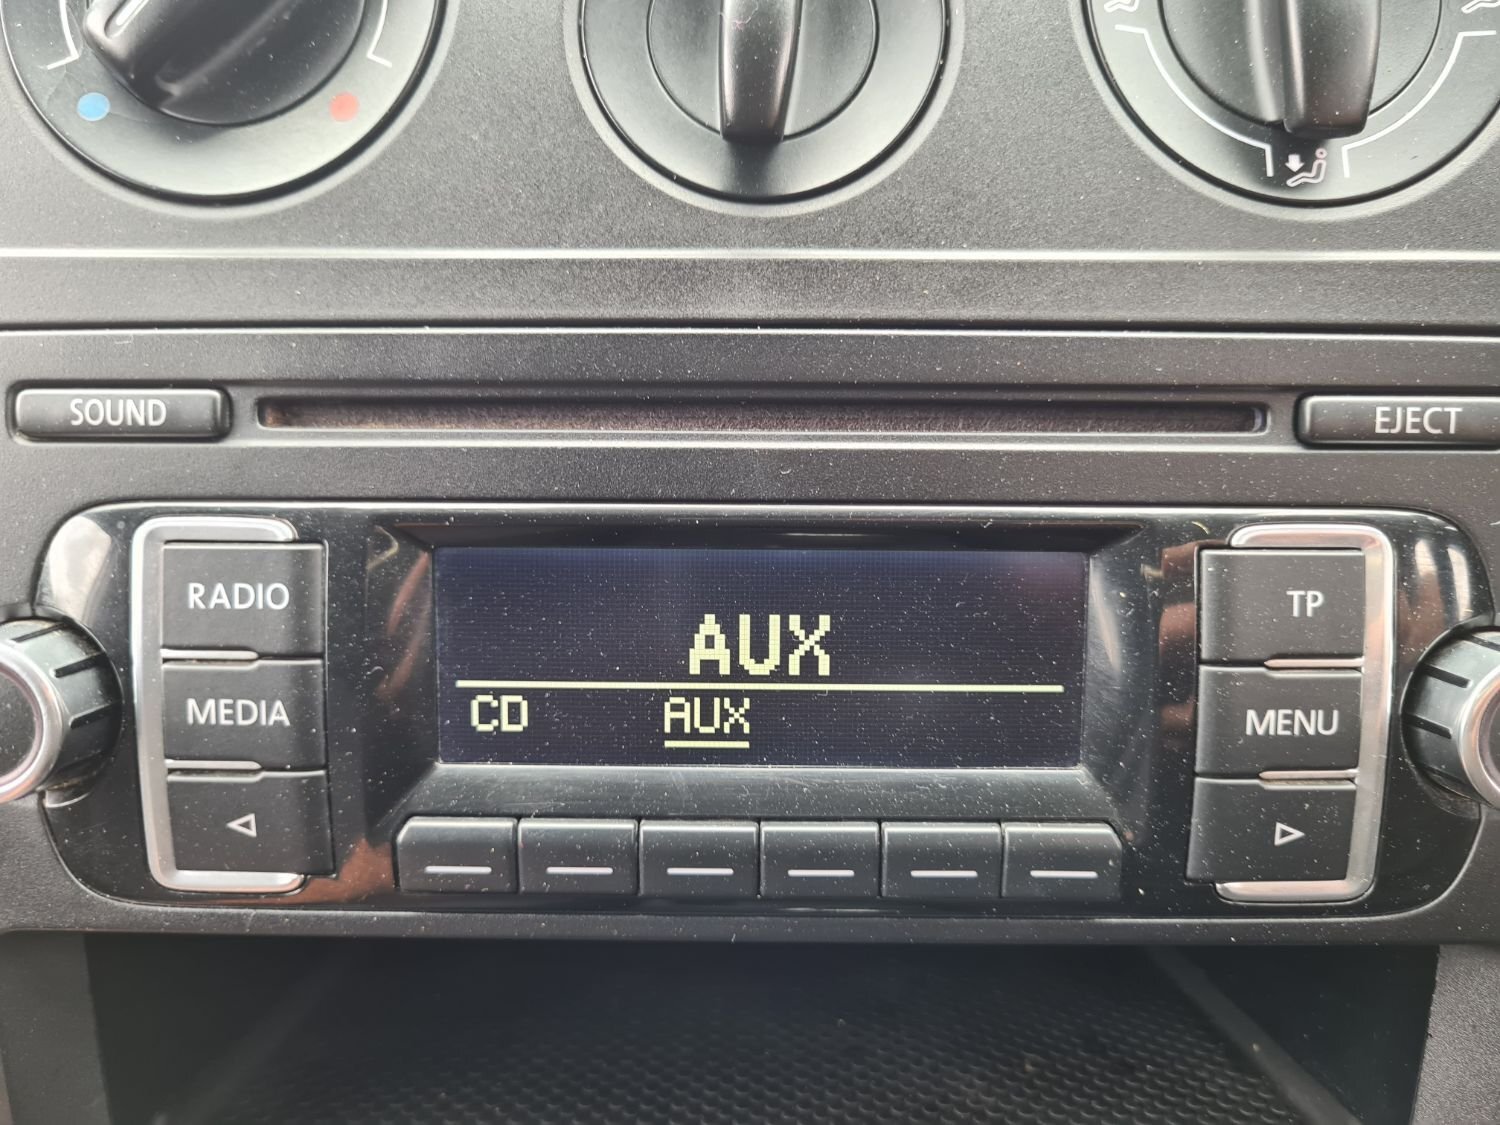 SOUND
EJECT
RADIO
TP
AUX
MEDIA
CD AUX
MENU